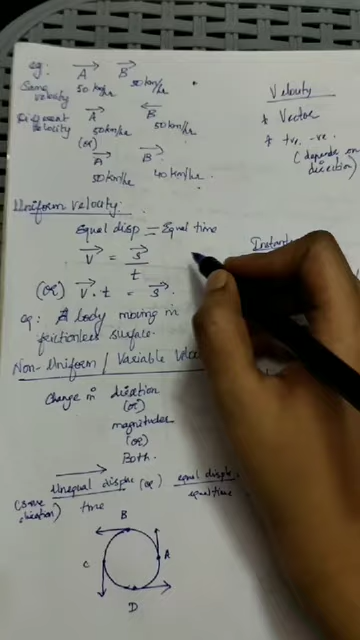 eg:
A B
Same velocity 50 km/hr 50 km/hr
Different velocity A B
50 km/hr 50 km/hr
(or)
A B
50 km/hr 40 km/hr
Velocity
* Vector
* +ve, -ve
(depends on direction)
Uniform velocity.
Equal disp = Equal time
v = s / t
(or) v . t = s.
eg: A body moving in
frictionless surface.
Non-Uniform / Variable
Change in direction
(or)
magnitudes
(or)
Both.
Unequal disp (or) equal displ. / equal time
(same direction) time
B
A
C
D